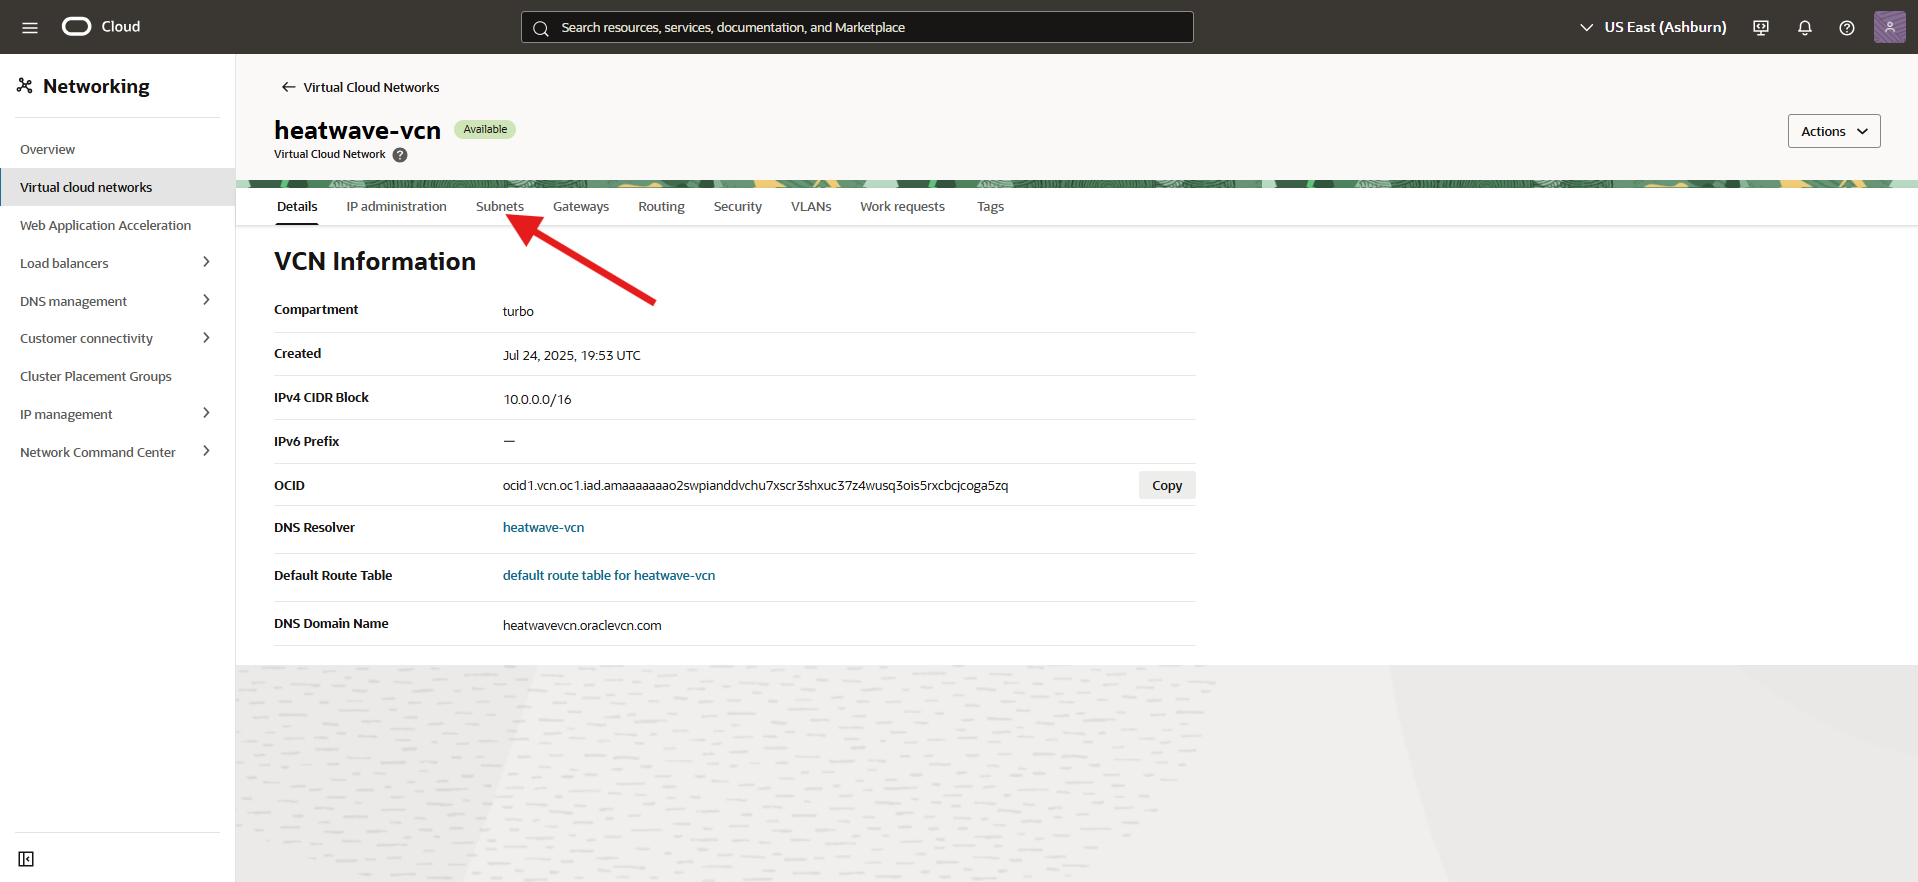 Cloud
Search resources, services, documentation, and Marketplace
US East (Ashburn)
Networking
Overview
Virtual cloud networks
Web Application Acceleration
Load balancers
DNS management
Customer connectivity
Cluster Placement Groups
IP management
Network Command Center
Virtual Cloud Networks
heatwave-vcn Available
Virtual Cloud Network ?
Actions
Details IP administration Subnets Gateways Routing Security VLANs Work requests Tags
VCN Information
Compartment turbo
Created Jul 24, 2025, 19:53 UTC
IPv4 CIDR Block 10.0.0.0/16
IPv6 Prefix —
OCID ocid1.vcn.oc1.iad.amaaaaaaao2swpianddvchu7xscr3shxuc37z4wusq3ois5rxcbcjcoga5zq Copy
DNS Resolver heatwave-vcn
Default Route Table default route table for heatwave-vcn
DNS Domain Name heatwavevcn.oraclevcn.com